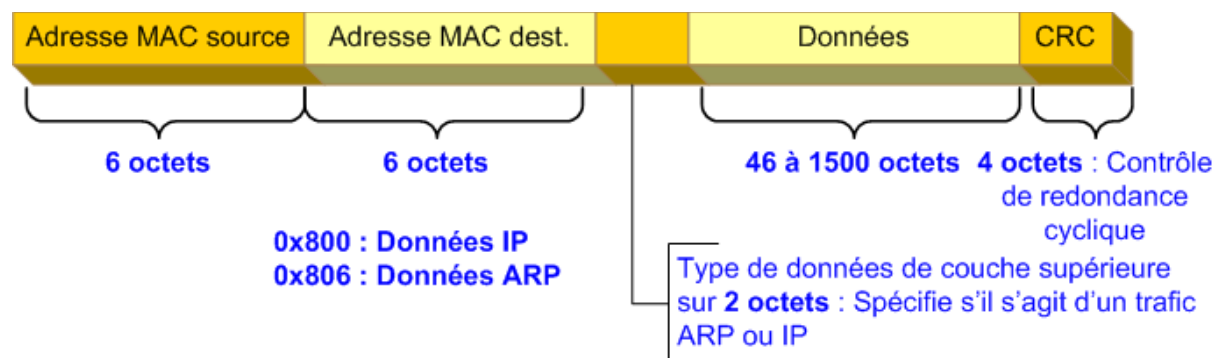 Adresse MAC source
Adresse MAC dest.
Données
CRC
6 octets
6 octets
46 à 1500 octets
4 octets : Contrôle
de redondance
cyclique
0x800 : Données IP
0x806 : Données ARP
Type de données de couche supérieure
sur 2 octets : Spécifie s'il s'agit d'un trafic
ARP ou IP